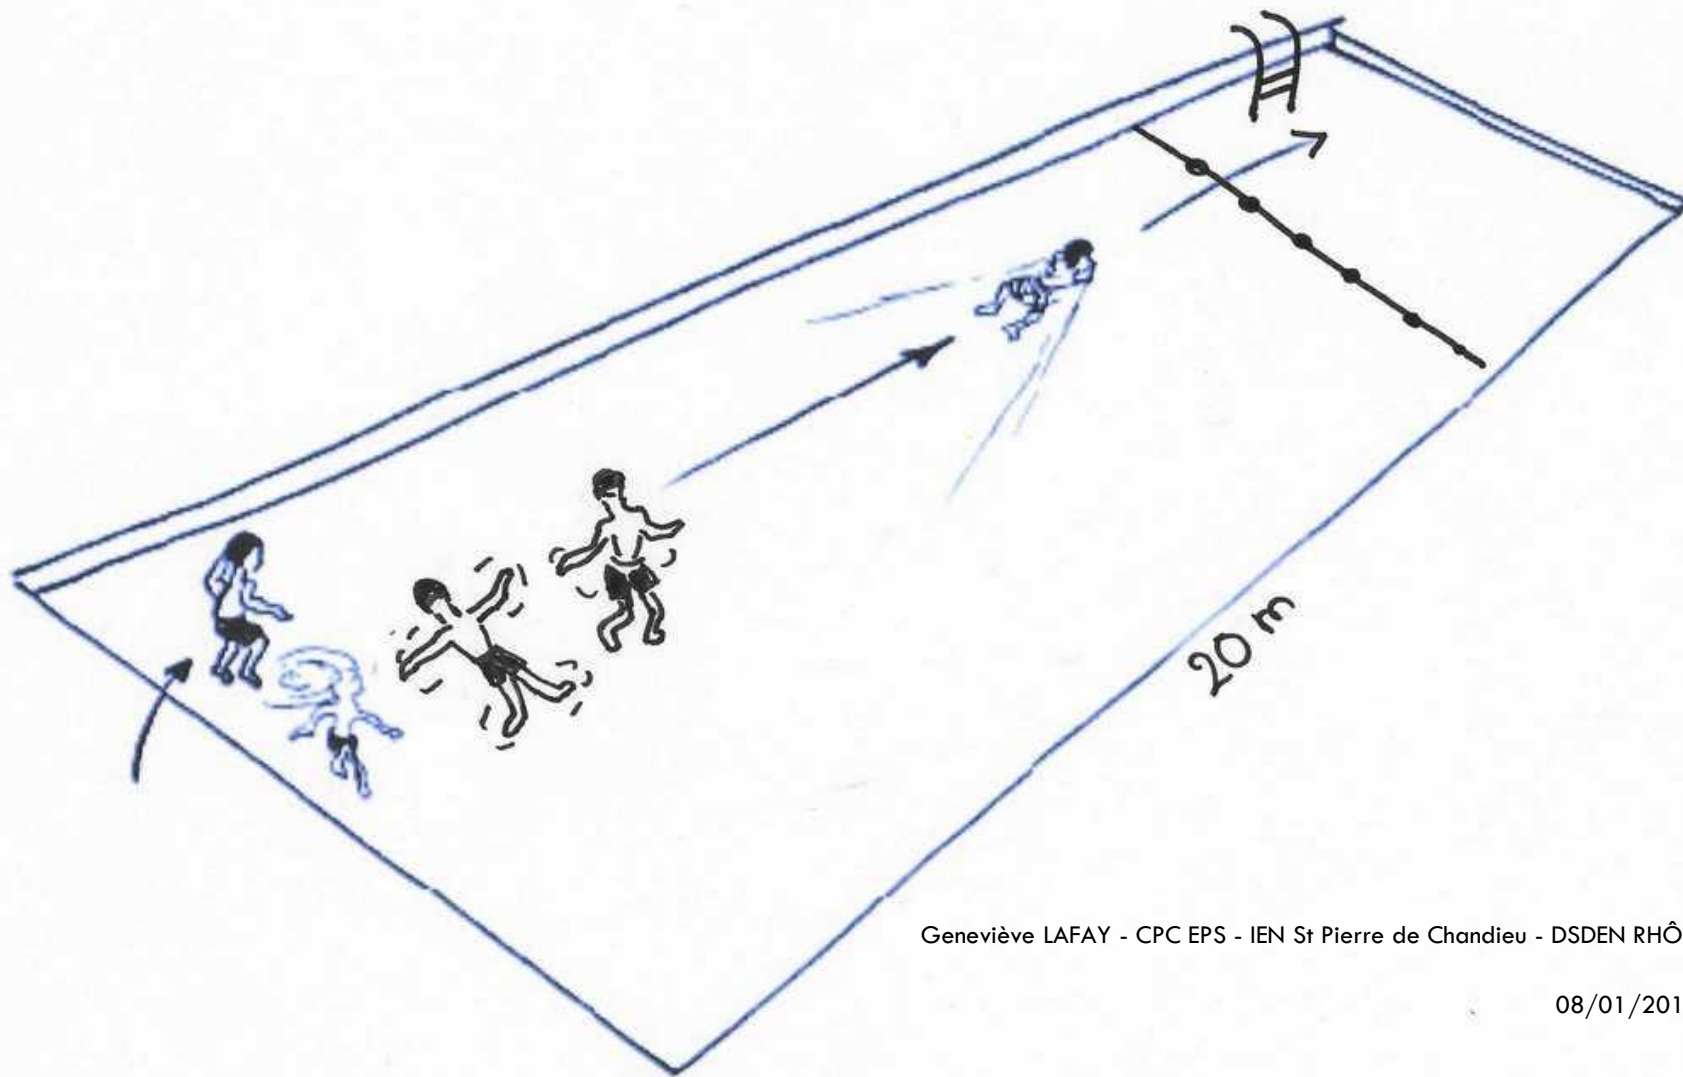 20 m
Geneviève LAFAY - CPC EPS - IEN St Pierre de Chandieu - DSDEN RHÔ
08/01/201